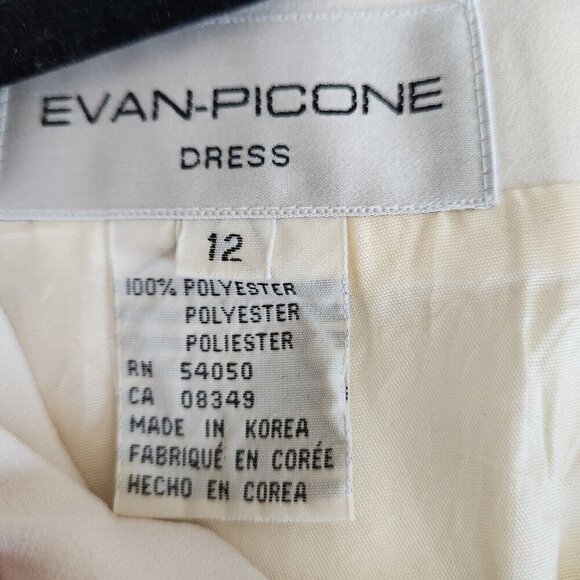 EVAN-PICONE
DRESS
12
100% POLYESTER
POLYESTER
POLIESTER
RN 54050
CA 08349
MADE IN KOREA
FABRIQUÉ EN CORÉE
HECHO EN COREA